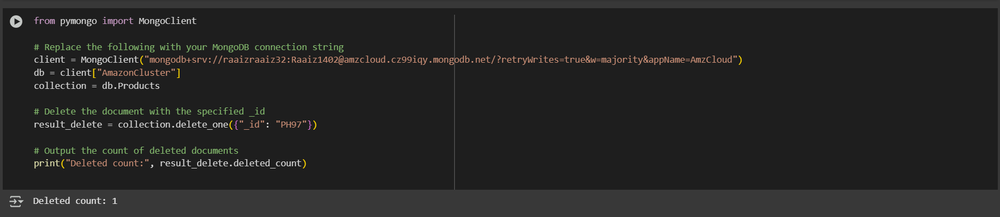 from pymongo import MongoClient
# Replace the following with your MongoDB connection string
client = MongoClient("mongodb+srv://raaizraaiz32:Raaiz1402@amzcloud.cz99iqy.mongodb.net/?retryWrites=true&w=majority&appName=AmzCloud")
db = client["AmazonCluster"]
collection = db.Products
# Delete the document with the specified _id
result_delete = collection.delete_one({"_id": "PH97"})
# Output the count of deleted documents
print("Deleted count:", result_delete.deleted_count)
Deleted count: 1